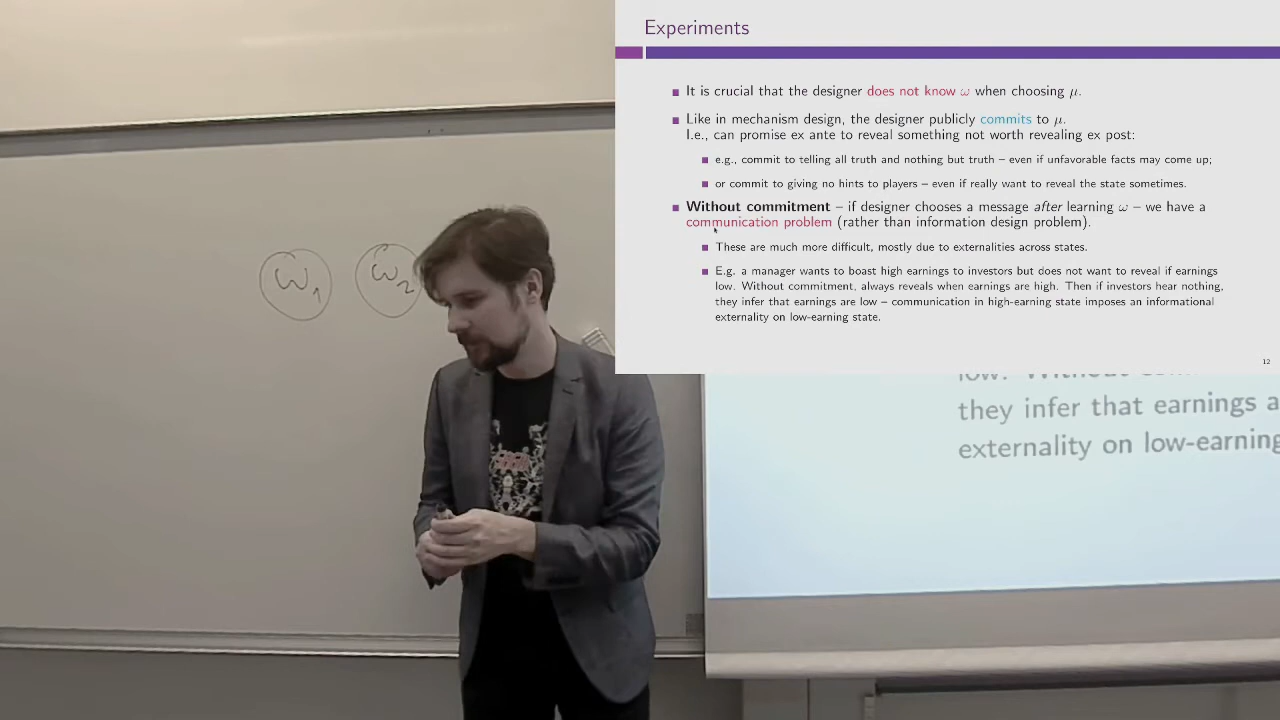 Experiments
It is crucial that the designer does not know ω when choosing μ.
Like in mechanism design, the designer publicly commits to μ.
I.e., can promise ex ante to reveal something not worth revealing ex post:
e.g., commit to telling all truth and nothing but truth – even if unfavorable facts may come up;
or commit to giving no hints to players – even if really want to reveal the state sometimes.
Without commitment – if designer chooses a message after learning ω – we have a
communication problem (rather than information design problem).
These are much more difficult, mostly due to externalities across states.
E.g. a manager wants to boast high earnings to investors but does not want to reveal if earnings
low. Without commitment, always reveals when earnings are high. Then if investors hear nothing,
they infer that earnings are low – communication in high-earning state imposes an informational
externality on low-earning state.
12
ω₁ ω₂
they infer that earnings a
externality on low-earning